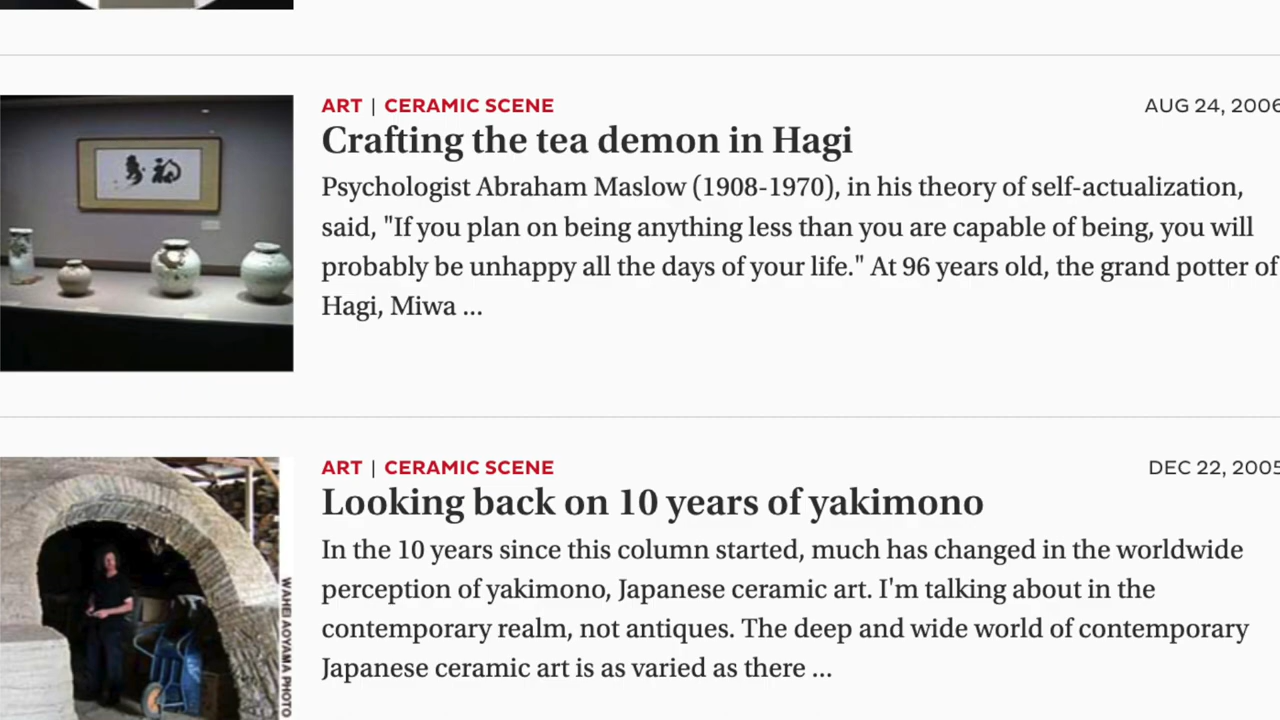 ART | CERAMIC SCENE
AUG 24, 2006
Crafting the tea demon in Hagi
Psychologist Abraham Maslow (1908-1970), in his theory of self-actualization,
said, "If you plan on being anything less than you are capable of being, you will
probably be unhappy all the days of your life." At 96 years old, the grand potter of
Hagi, Miwa ...
ART | CERAMIC SCENE
DEC 22, 2005
Looking back on 10 years of yakimono
In the 10 years since this column started, much has changed in the worldwide
perception of yakimono, Japanese ceramic art. I'm talking about in the
contemporary realm, not antiques. The deep and wide world of contemporary
Japanese ceramic art is as varied as there ...
WAHEI AOYAMA PHOTO